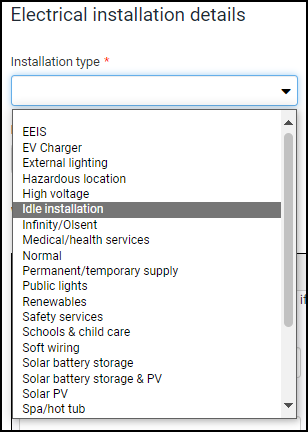 Electrical installation details
Installation type *
EEIS
EV Charger
External lighting
Hazardous location
High voltage
Idle installation
Infinity/Olsent
Medical/health services
Normal
Permanent/temporary supply
Public lights
if
Renewables
Safety services
Schools & child care
Soft wiring
Solar battery storage
Solar battery storage & PV
Solar PV
Spa/hot tub